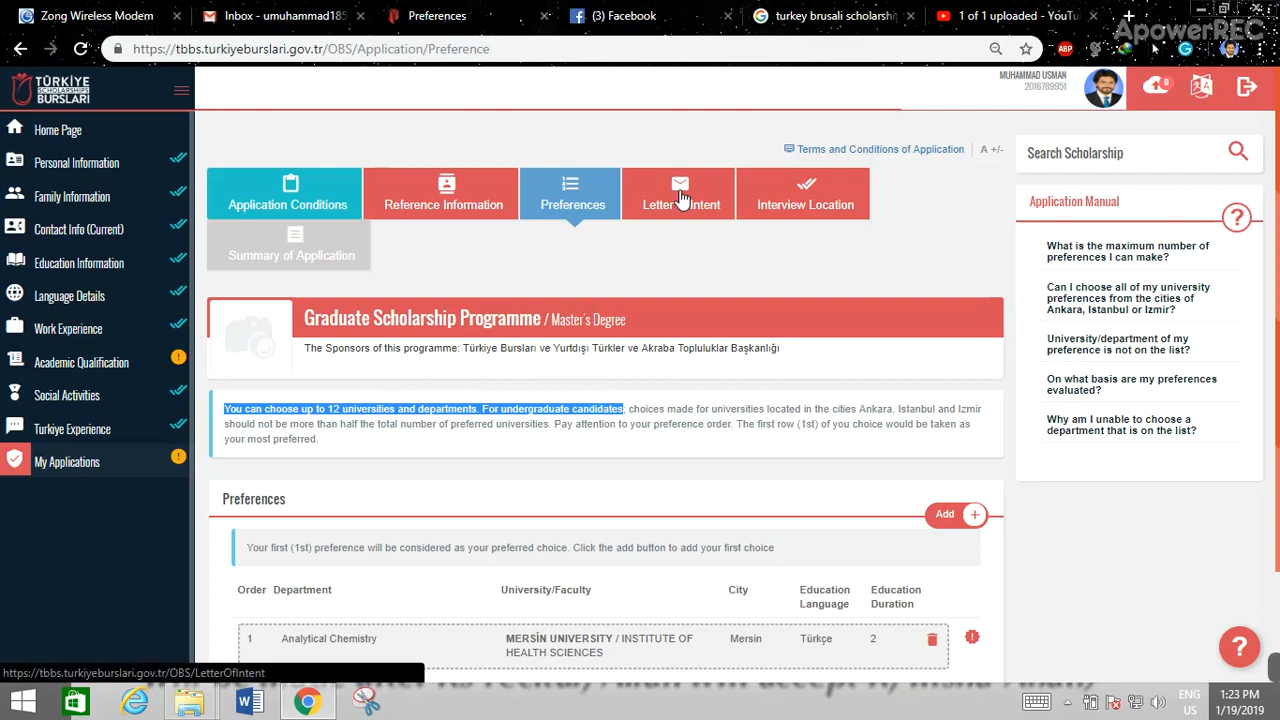 New message
Inbox - umuhammad185
Preferences
(3) Facebook
turkey brusali scholarship
1 of 1 uploaded - YouTu
ApowerREC
https://tbbs.turkiyeburslari.gov.tr/OBS/Application/Preference
ABP
TÜRKİYE
SCHOLARSHIPS
BURSLARI
MUHAMMAD USMAN
2016789951
0
Home Page
Personal Information
Family Information
Contact Info (Current)
Education Information
Language Details
Work Experience
Academic Qualification
Social Activities
Turkiye Experience
My Applications
Terms and Conditions of Application
A +/-
Application Conditions
Reference Information
Preferences
Letter Intent
Interview Location
Summary of Application
Graduate Scholarship Programme / Master's Degree
The Sponsors of this programme: Türkiye Bursları ve Yurtdışı Türkler ve Akraba Topluluklar Başkanlığı
You can choose up to 12 universities and departments. For undergraduate candidates, choices made for universities located in the cities Ankara, Istanbul and Izmir
should not be more than half the total number of preferred universities. Pay attention to your preference order. The first row (1st) of you choice would be taken as
your most preferred.
Preferences
Add +
Your first (1st) preference will be considered as your preferred choice. Click the add button to add your first choice
Order Department University/Faculty City Education Language Education Duration
1 Analytical Chemistry MERSİN UNIVERSITY / INSTITUTE OF Mersin Türkçe 2
HEALTH SCIENCES
Search Scholarship
Application Manual
?
What is the maximum number of
preferences I can make?
Can I choose all of my university
preferences from the cities of
Ankara, Istanbul or Izmir?
University/department of my
preference is not on the list?
On what basis are my preferences
evaluated?
Why am I unable to choose a
department that is on the list?
?
https://tbbs.turkiyeburslari.gov.tr/OBS/LetterOfIntent
ENG
US
1:23 PM
1/19/2019